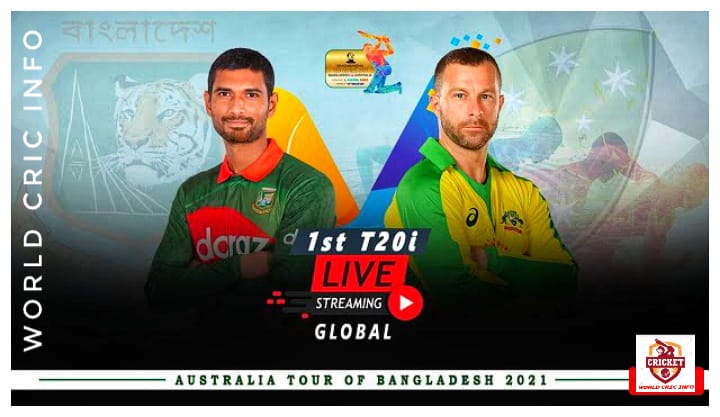 WORLD CRIC INFO
বাংলাদেশ
daraz
d
1st T20i
LIVE
STREAMING
GLOBAL
AUSTRALIA TOUR OF BANGLADESH 2021
CRICKET
WORLD CRIC INFO